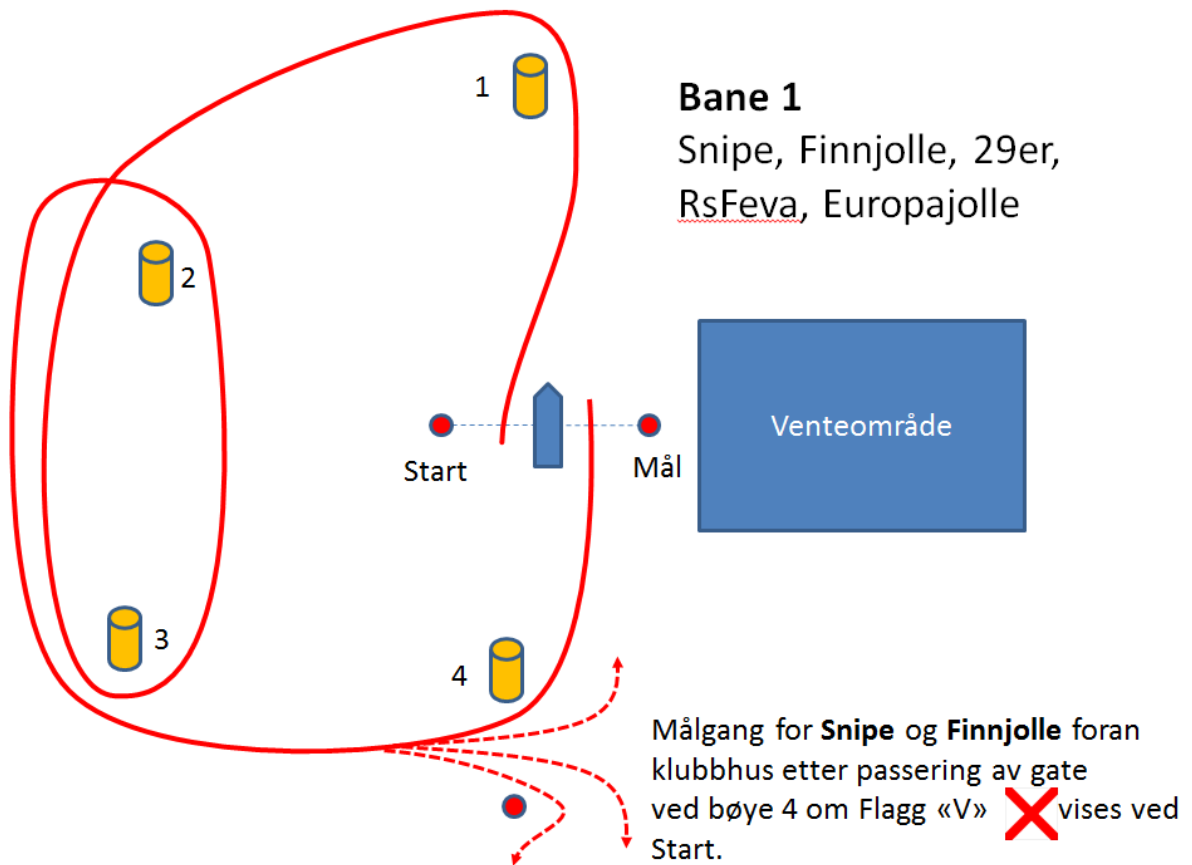 1
Bane 1
Snipe, Finnjolle, 29er,
RsFeva, Europajolle
2
Venteområde
Start
Mål
3
4
Målgang for Snipe og Finnjolle foran
klubbhus etter passering av gate
ved bøye 4 om Flagg «V» vises ved
Start.